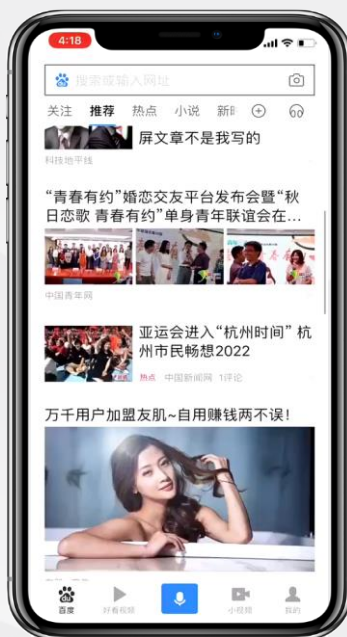 4:18
搜索或输入网址
关注 推荐 热点 小说 新时
屏文章不是我写的
科技地平线
“青春有约”婚恋交友平台发布会暨“秋
日恋歌 青春有约”单身青年联谊会在...
中国青年网
亚运会进入“杭州时间” 杭
州市民畅想2022
热点 中国新闻网 1评论
万千用户加盟友肌~自用赚钱两不误!
du
百度 好看视频 小视频 我的